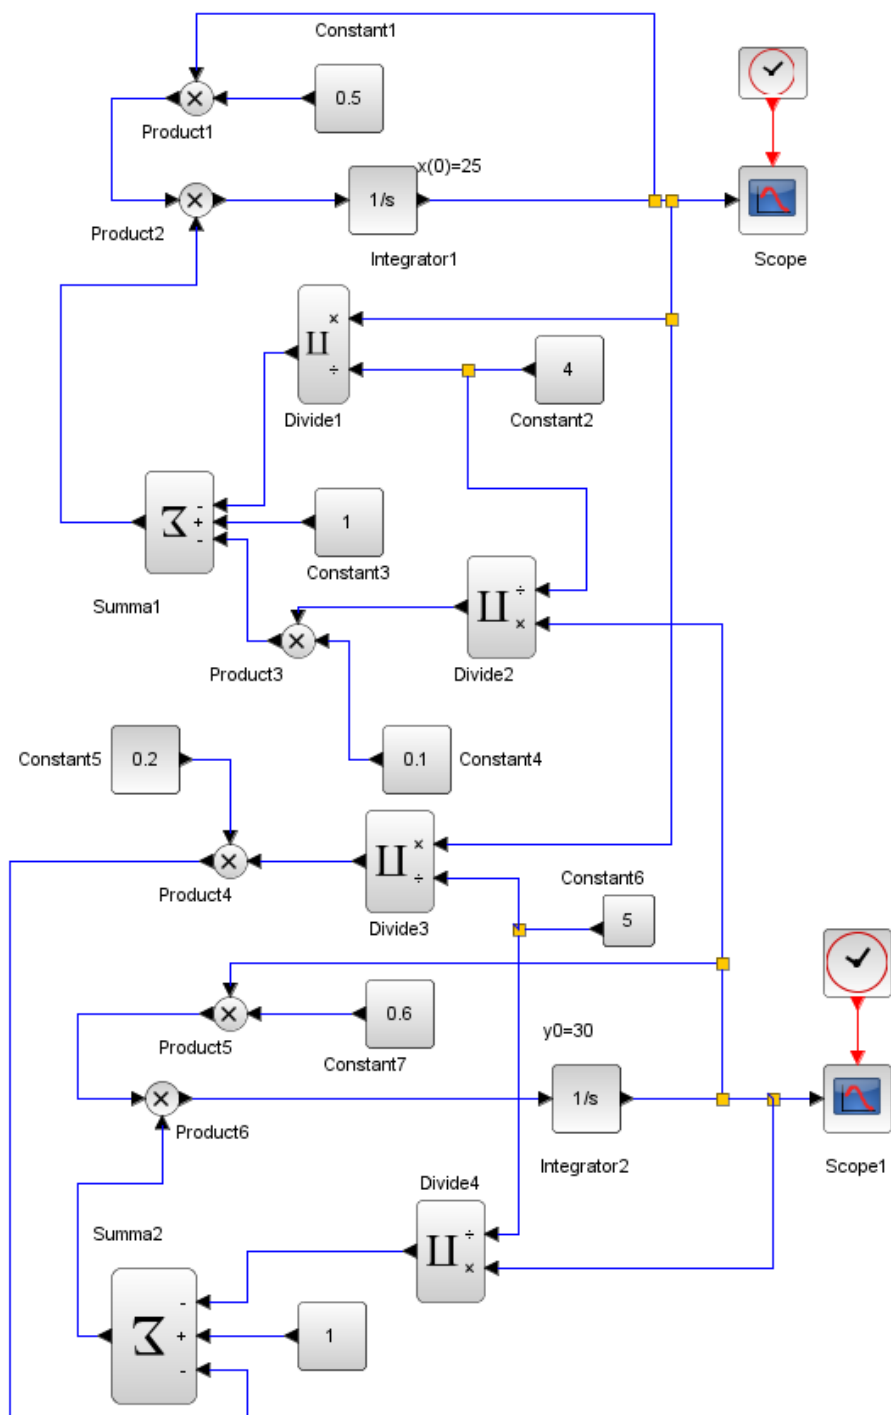 Constant1
0.5
Product1
x(0)=25
1/s
Product2
Integrator1
Scope
×
÷
Divide1
4
Constant2
Σ
-
+
-
1
Constant3
Summa1
÷
×
Product3
Divide2
Constant5
0.2
0.1
Constant4
×
÷
Product4
Divide3
Constant6
5
0.6
Product5
Constant7
y0=30
1/s
Product6
Integrator2
Scope1
Divide4
÷
×
Summa2
Σ
-
+
-
1